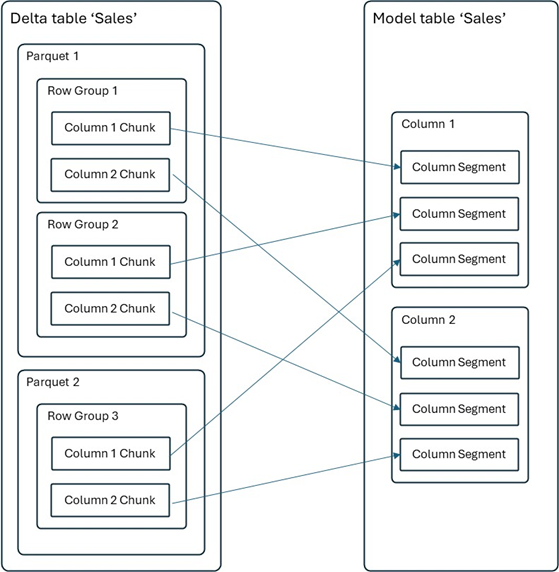 Delta table ‘Sales’
Parquet 1
Row Group 1
Column 1 Chunk
Column 2 Chunk
Row Group 2
Column 1 Chunk
Column 2 Chunk
Parquet 2
Row Group 3
Column 1 Chunk
Column 2 Chunk
Model table ‘Sales’
Column 1
Column Segment
Column Segment
Column Segment
Column 2
Column Segment
Column Segment
Column Segment